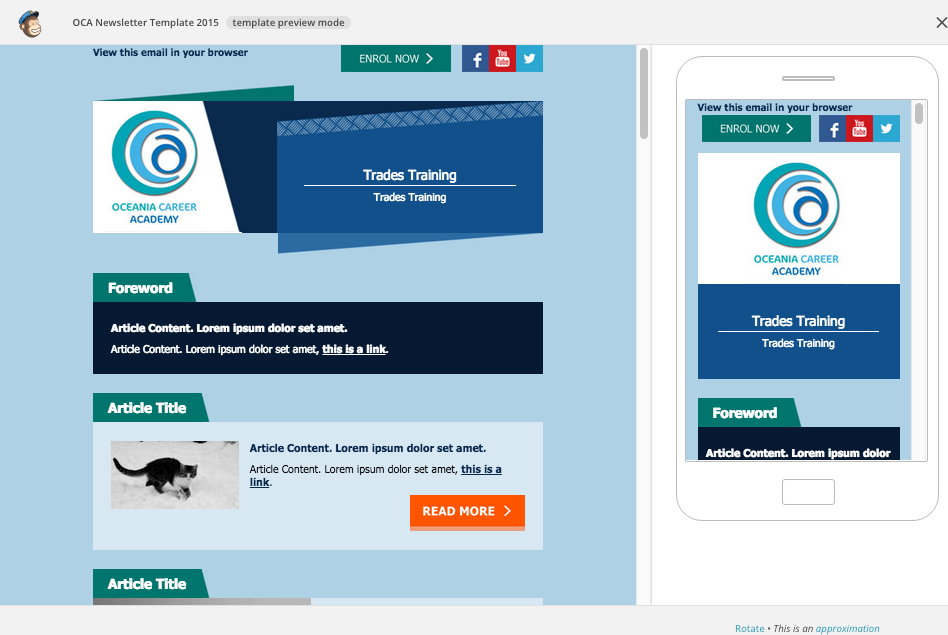 OCA Newsletter Template 2015 template preview mode
View this email in your browser
ENROL NOW
You
Tube
OCEANIA CAREER
ACADEMY
Trades Training
Trades Training
Foreword
Article Content. Lorem ipsum dolor set amet.
Article Content. Lorem ipsum dolor set amet, this is a link.
Article Title
Article Content. Lorem ipsum dolor set amet.
Article Content. Lorem ipsum dolor set amet, this is a
link.
READ MORE
Article Title
View this email in your browser
ENROL NOW
You
Tube
OCEANIA CAREER
ACADEMY
Trades Training
Trades Training
Foreword
Article Content. Lorem ipsum dolor
Rotate • This is an approximation